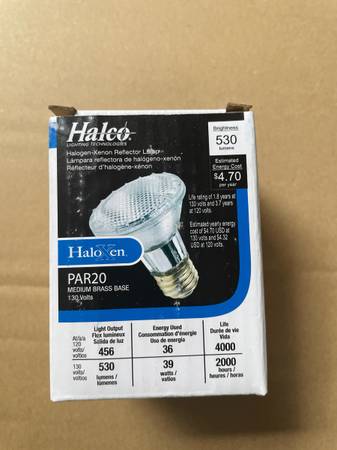 Halco
LIGHTING TECHNOLOGIES
Halogen-Xenon Reflector Lamp
Lámpara reflectora de halógeno-xenón
Réflecteur d'halogène-xénon
Brightness
530
lumens
Estimated
Energy Cost
$4.70
per year
Life rating of 1.8 years at
130 volts and 3.7 years
at 120 volts.
Estimated yearly energy
cost of $4.70 USD at
130 volts and $4.32
USD at 120 volts.
HaloXen
PAR20
MEDIUM BRASS BASE
130 Volts
Light Output
Flux lumineux
Salida de luz
Energy Used
Consommation d'énergie
Uso de energía
Life
Durée de vie
Vida
At/à/a
120
volts/
voltios
456
36
4000
130
volts/
voltios
530
lumens /
lúmenes
39
watts /
vatios
2000
hours /
heures / horas